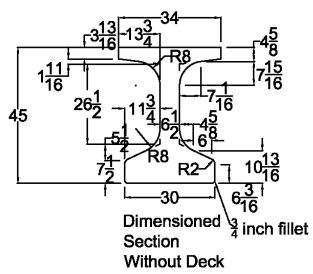 34
3 13/16
13 3/4
4 5/8
R8
1 11/16
7 15/16
7 1/16
45
26 1/2
11 3/4
6 1/2
4 5/8
5 1/2
6
R8
R2
10 13/16
7 1/2
6 3/16
30
3/4 inch fillet
Dimensioned
Section
Without Deck